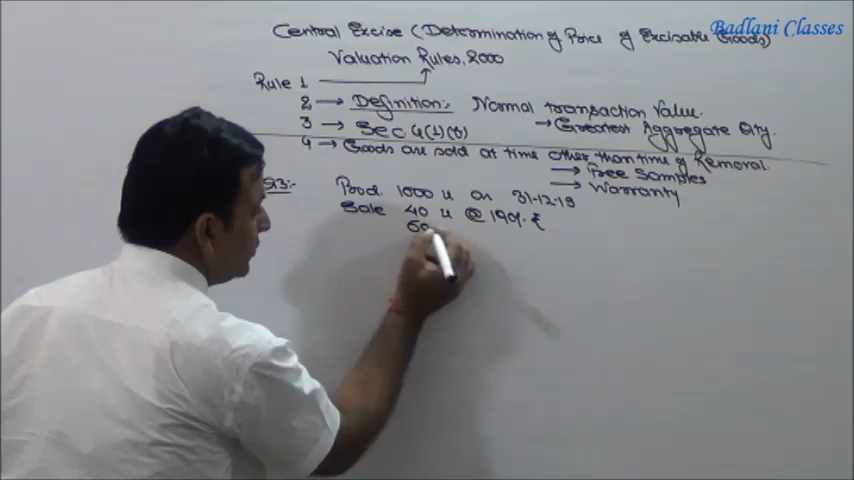 Badlani Classes
Central Excise (Determination of Price of Excisable Goods)
Valuation Rules, 2000
Rule 1
2 → Definition:- Normal transaction value.
→ Greatest Aggregate Qty.
3 → Sec 4(1)(b)
4 → Goods are sold at time other than time of Removal.
→ Free Samples
→ Warranty
Prod 1000 u on 31-12-13
Sale 40 u @ 190/- ₹